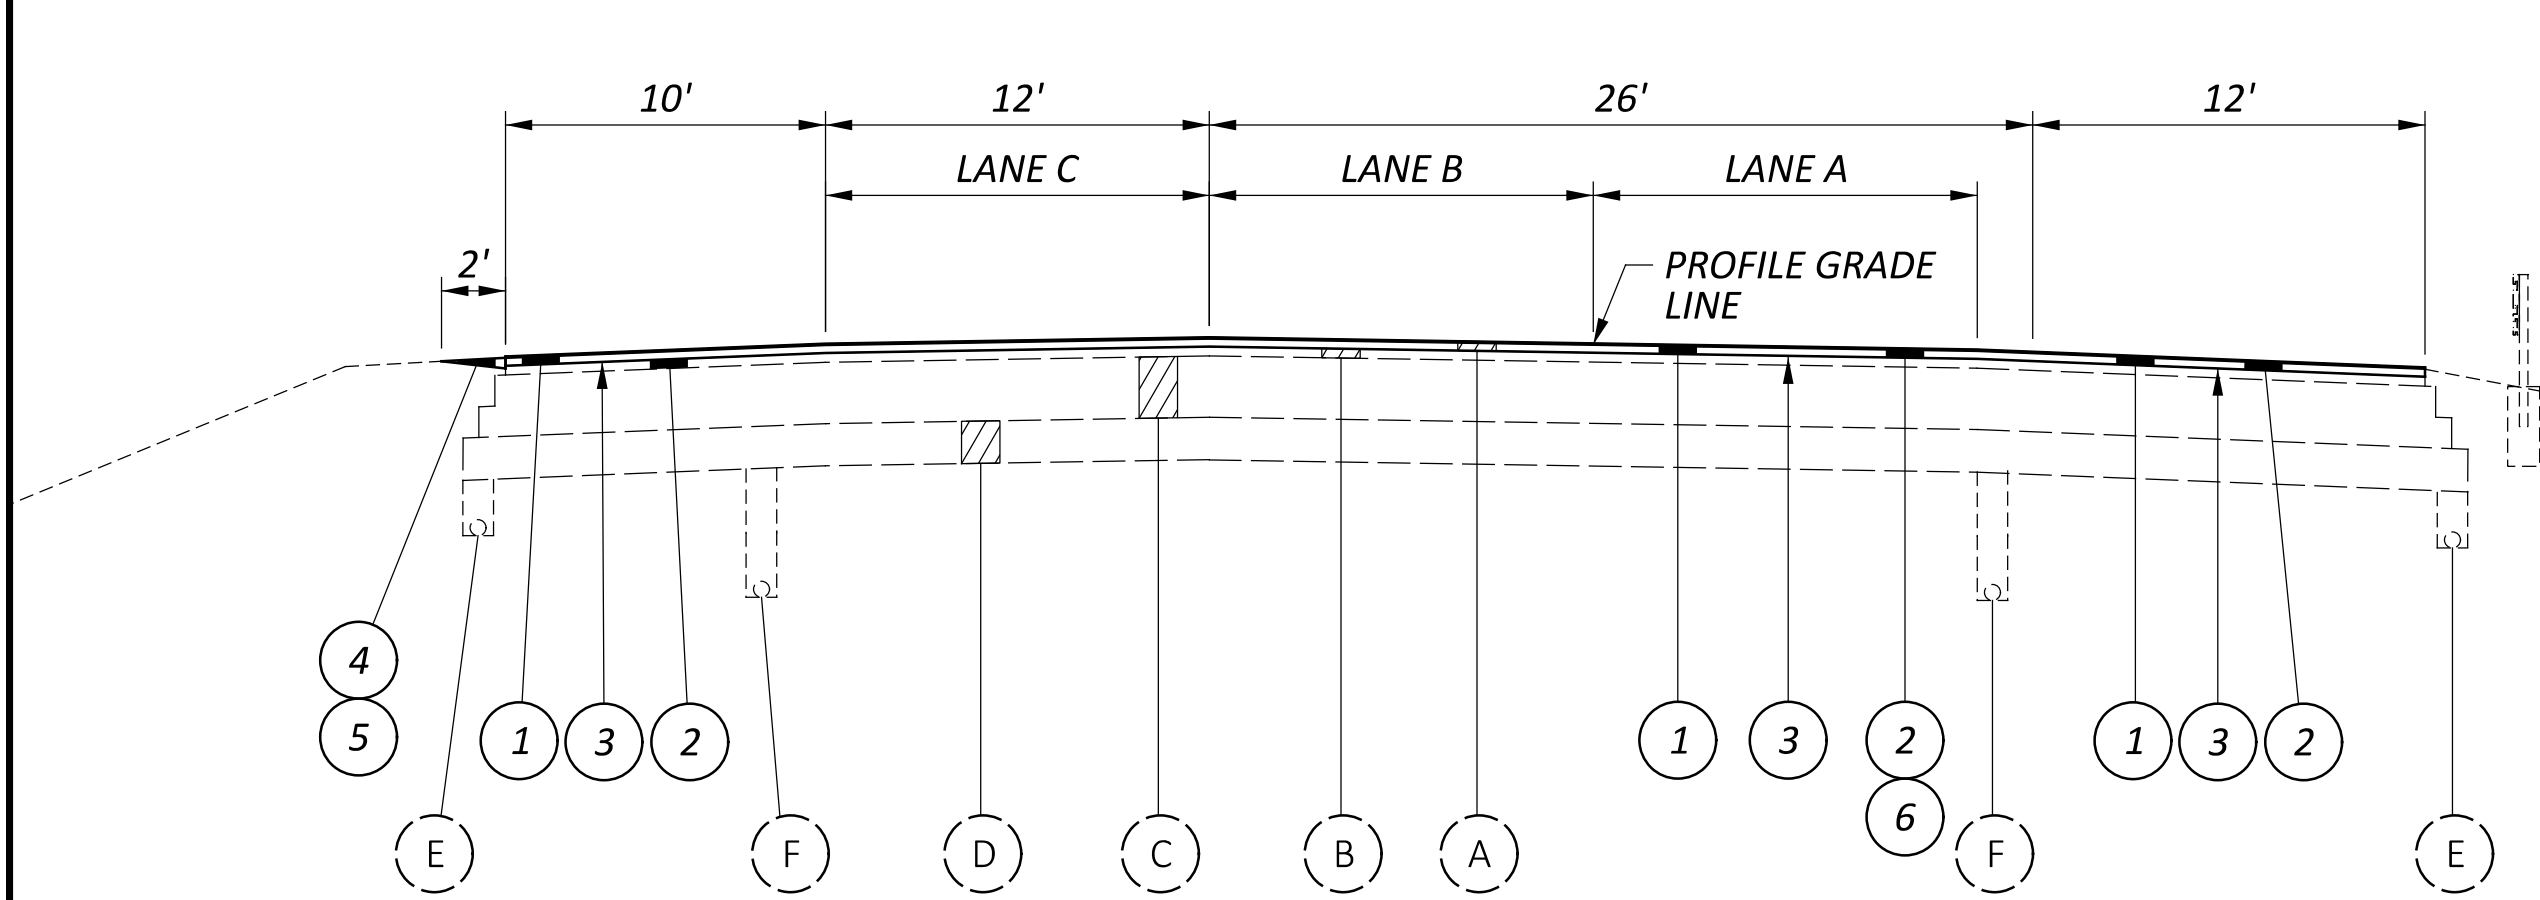 10' 12' 26' 12'
LANE C LANE B LANE A
2'
PROFILE GRADE
LINE
4
5 1 3 2 1 3 2 1 3 2
6
E F D C B A F E